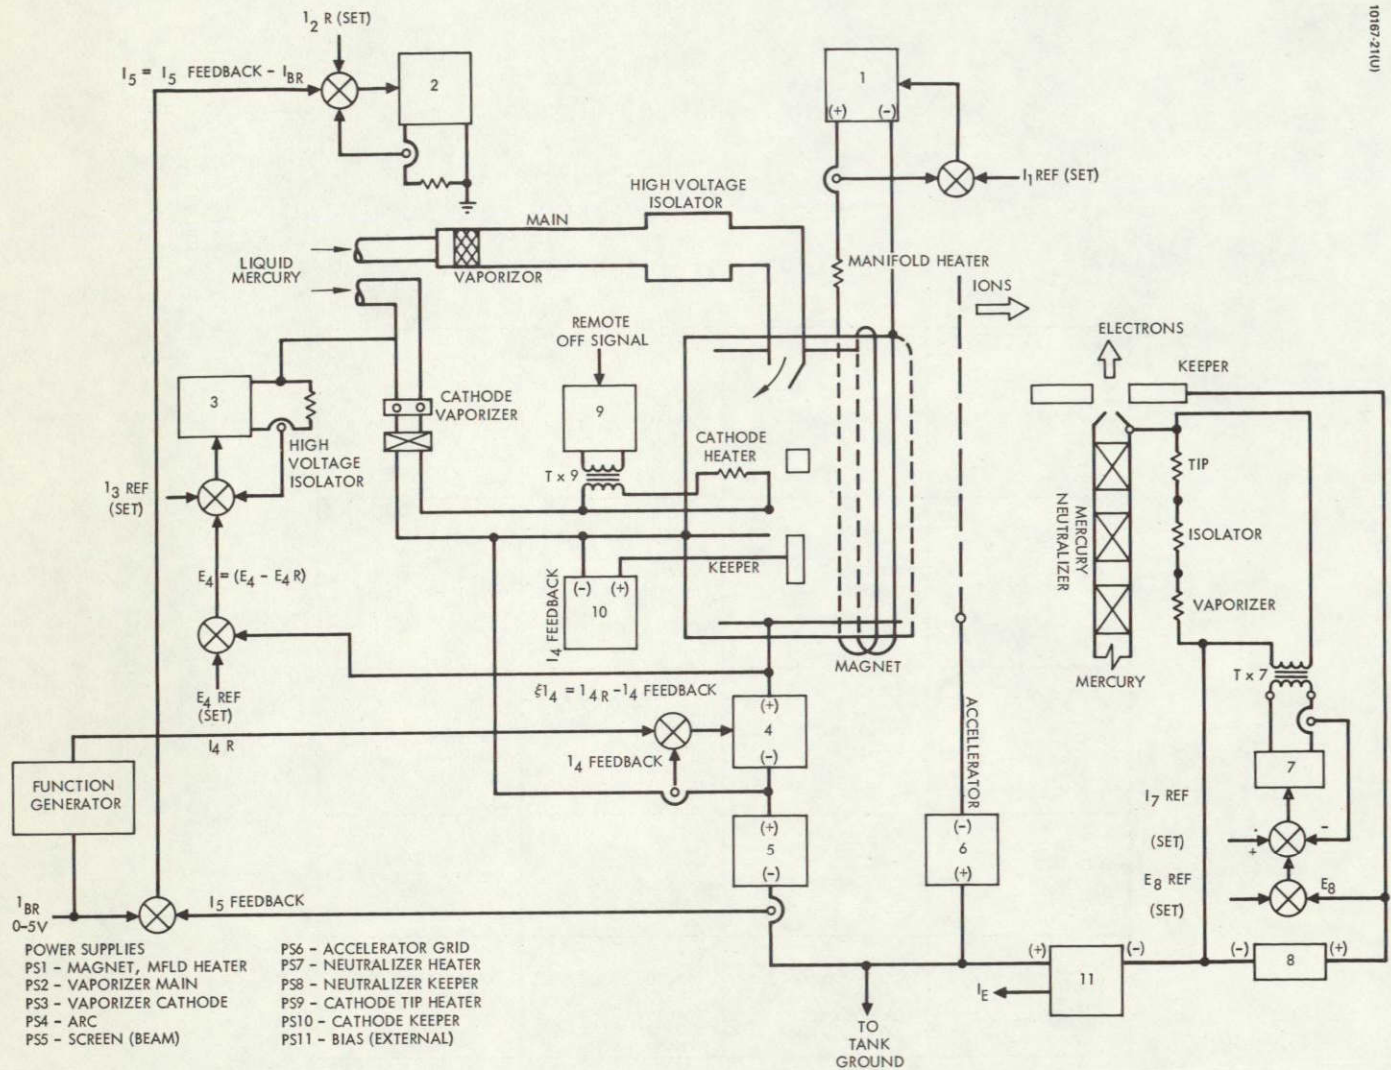 10167-21(U)
I2 R (SET)
I5 = I5 FEEDBACK - IBR
2
1
(+) (-)
I1 REF (SET)
HIGH VOLTAGE
ISOLATOR
MAIN
LIQUID
MERCURY
VAPORIZOR
MANIFOLD HEATER
IONS
REMOTE
OFF SIGNAL
ELECTRONS
KEEPER
3
CATHODE
VAPORIZER
9
CATHODE
HEATER
HIGH
VOLTAGE
ISOLATOR
T x 9
TIP
I3 REF
(SET)
MERCURY
NEUTRALIZER
ISOLATOR
E4 = (E4 - E4 R)
KEEPER
(-) (+)
10
I4 FEEDBACK
VAPORIZER
MAGNET
MERCURY
T x 7
E4 REF
(SET)
ξI4 = I4R - I4 FEEDBACK
(+)
4
(-)
ACCELLERATOR
I4 R
I4 FEEDBACK
FUNCTION
GENERATOR
7
I7 REF
(SET)
-
+
-
(+)
5
(-)
(-)
6
(+)
E8 REF
(SET)
E8
IBR
0-5V
I5 FEEDBACK
(+)
11
(-)
(-)
8
(+)
IE
TO
TANK
GROUND
POWER SUPPLIES
PS1 - MAGNET, MFLD HEATER
PS2 - VAPORIZER MAIN
PS3 - VAPORIZER CATHODE
PS4 - ARC
PS5 - SCREEN (BEAM)
PS6 - ACCELERATOR GRID
PS7 - NEUTRALIZER HEATER
PS8 - NEUTRALIZER KEEPER
PS9 - CATHODE TIP HEATER
PS10 - CATHODE KEEPER
PS11 - BIAS (EXTERNAL)